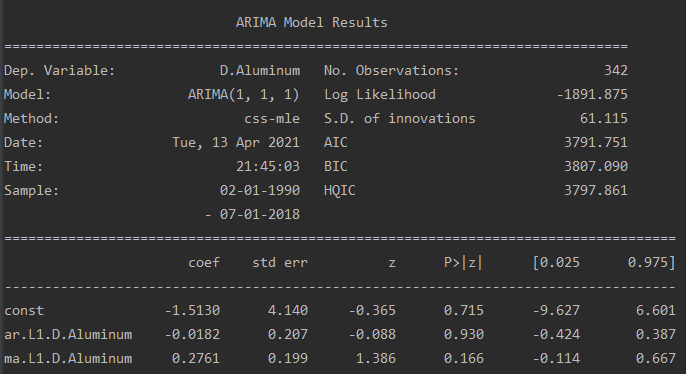 ARIMA Model Results
==============================================================================
Dep. Variable: D.Aluminum No. Observations: 342
Model: ARIMA(1, 1, 1) Log Likelihood -1891.875
Method: css-mle S.D. of innovations 61.115
Date: Tue, 13 Apr 2021 AIC 3791.751
Time: 21:45:03 BIC 3807.090
Sample: 02-01-1990 HQIC 3797.861
- 07-01-2018
====================================================================================
coef std err z P>|z| [0.025 0.975]
------------------------------------------------------------------------------------
const -1.5130 4.140 -0.365 0.715 -9.627 6.601
ar.L1.D.Aluminum -0.0182 0.207 -0.088 0.930 -0.424 0.387
ma.L1.D.Aluminum 0.2761 0.199 1.386 0.166 -0.114 0.667